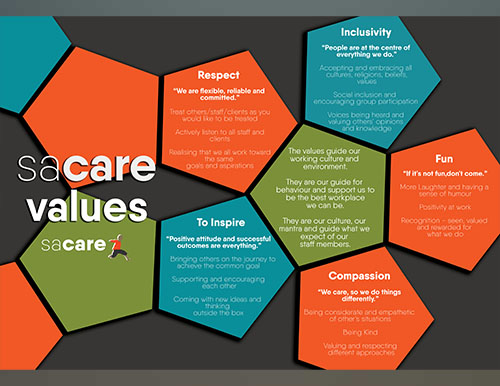 sacare
values
sacare
Respect
"We are flexible, reliable and
committed."
Treat others/staff/clients as you
would like to be treated
Actively listen to all staff and
clients
Realising that we all work toward
the same
goals and aspirations
Inclusivity
"People are at the centre of
everything we do."
Accepting and embracing all
cultures, religions, beliefs,
values
Social inclusion and
encouraging group participation
Voices being heard and
valuing others' opinions,
and knowledge
The values guide our
working culture and
environment.
They are our guide for
behaviour and support us to
be the best workplace
we can be.
They are our culture, our
mantra and guide what we
expect of our
staff members.
Fun
"If it's not fun,don't come."
More Laughter and having a
sense of humour
Positivity at work
Recognition - seen, valued
and rewarded for
what we do
To Inspire
"Positive attitude and successful
outcomes are everything."
Bringing others on the journey to
achieve the common goal
Supporting and encouraging
each other
Coming with new ideas and
thinking
outside the box
Compassion
"We care, so we do things
differently."
Being considerate and empathetic
of other's situations
Being Kind
Valuing and respecting
different approaches